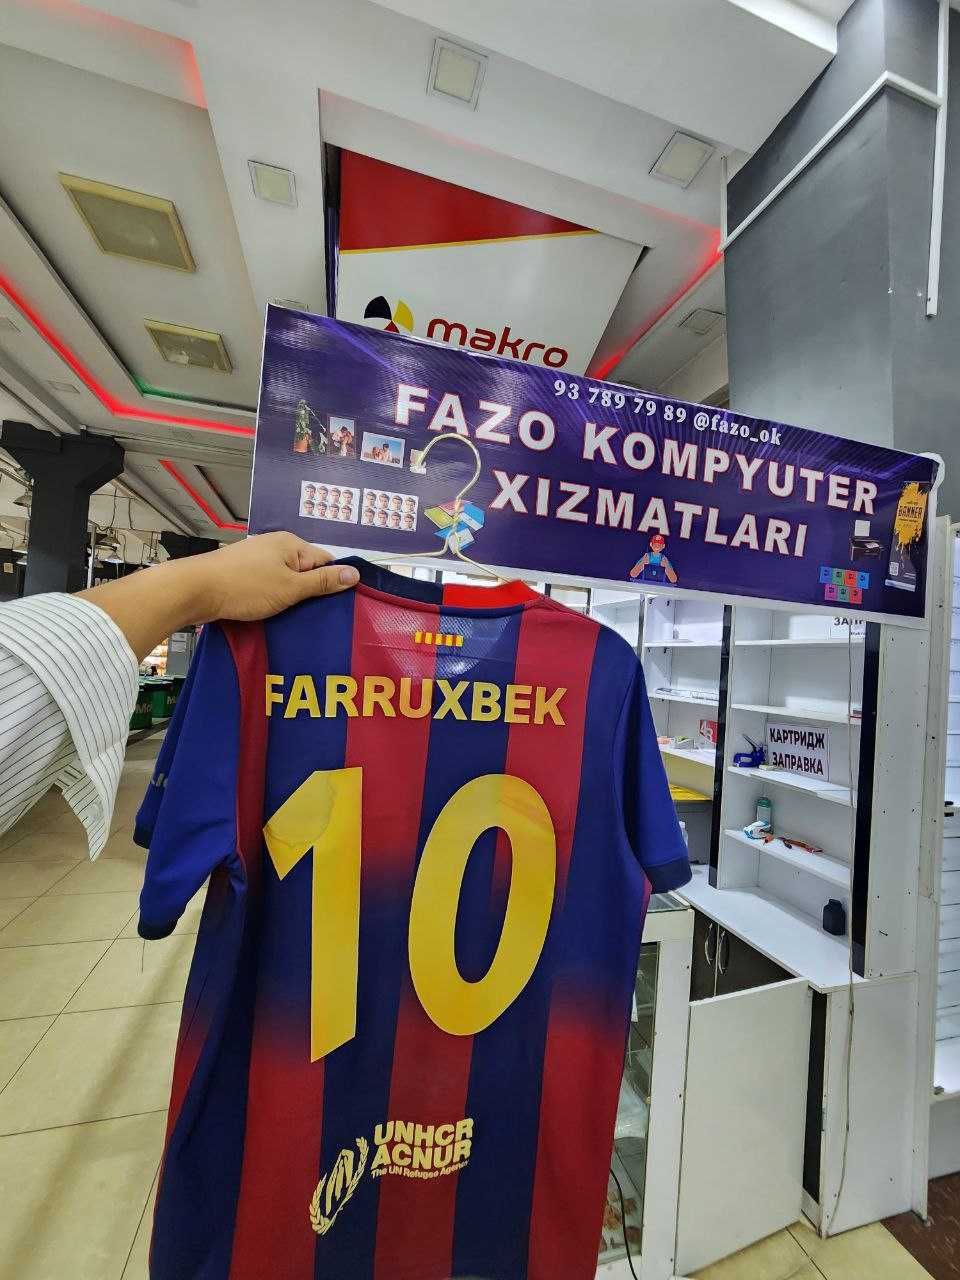 makro
93 789 79 89 @fazo_ok
FAZO KOMPYUTER
XIZMATLARI
BANNER
КАРТРИДЖ
ЗАПРАВКА
FARRUXBEK
10
UNHCR
ACNUR
The UN Refugee Agency